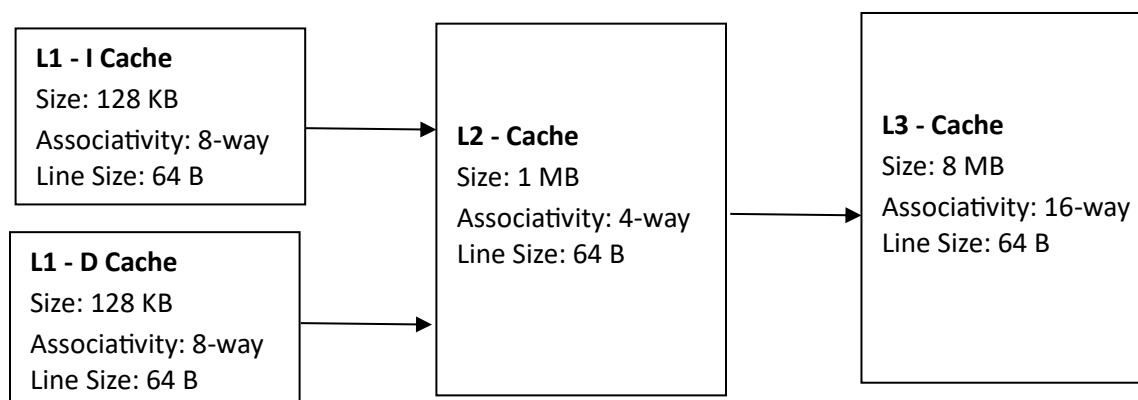 L1 - I Cache
Size: 128 KB
Associativity: 8-way
Line Size: 64 B
L1 - D Cache
Size: 128 KB
Associativity: 8-way
Line Size: 64 B
L2 - Cache
Size: 1 MB
Associativity: 4-way
Line Size: 64 B
L3 - Cache
Size: 8 MB
Associativity: 16-way
Line Size: 64 B